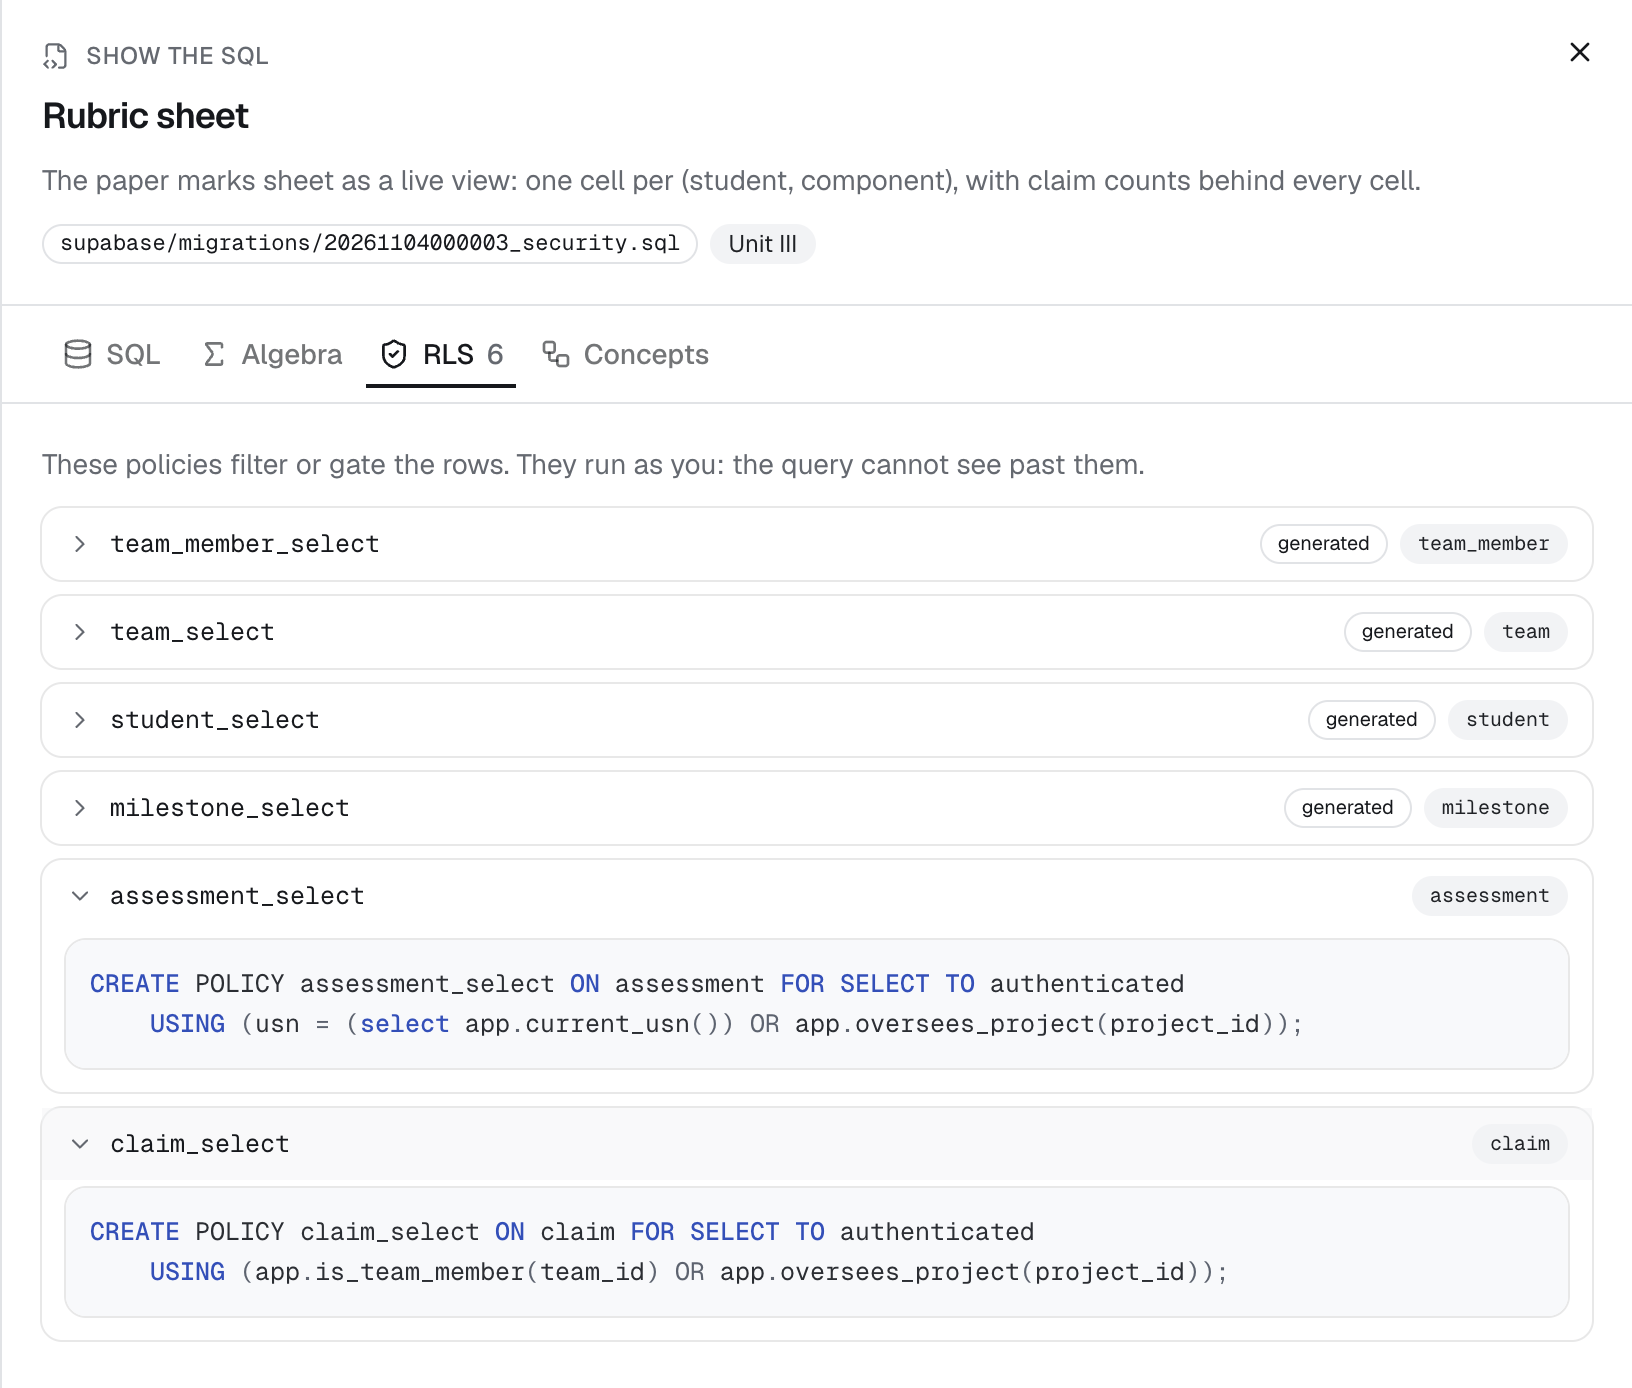 SHOW THE SQL
Rubric sheet
The paper marks sheet as a live view: one cell per (student, component), with claim counts behind every cell.
supabase/migrations/20261104000003_security.sql Unit III
SQL Algebra RLS 6 Concepts
These policies filter or gate the rows. They run as you: the query cannot see past them.
team_member_select generated team_member
team_select generated team
student_select generated student
milestone_select generated milestone
assessment_select assessment
CREATE POLICY assessment_select ON assessment FOR SELECT TO authenticated
USING (usn = (select app.current_usn()) OR app.oversees_project(project_id));
claim_select claim
CREATE POLICY claim_select ON claim FOR SELECT TO authenticated
USING (app.is_team_member(team_id) OR app.oversees_project(project_id));